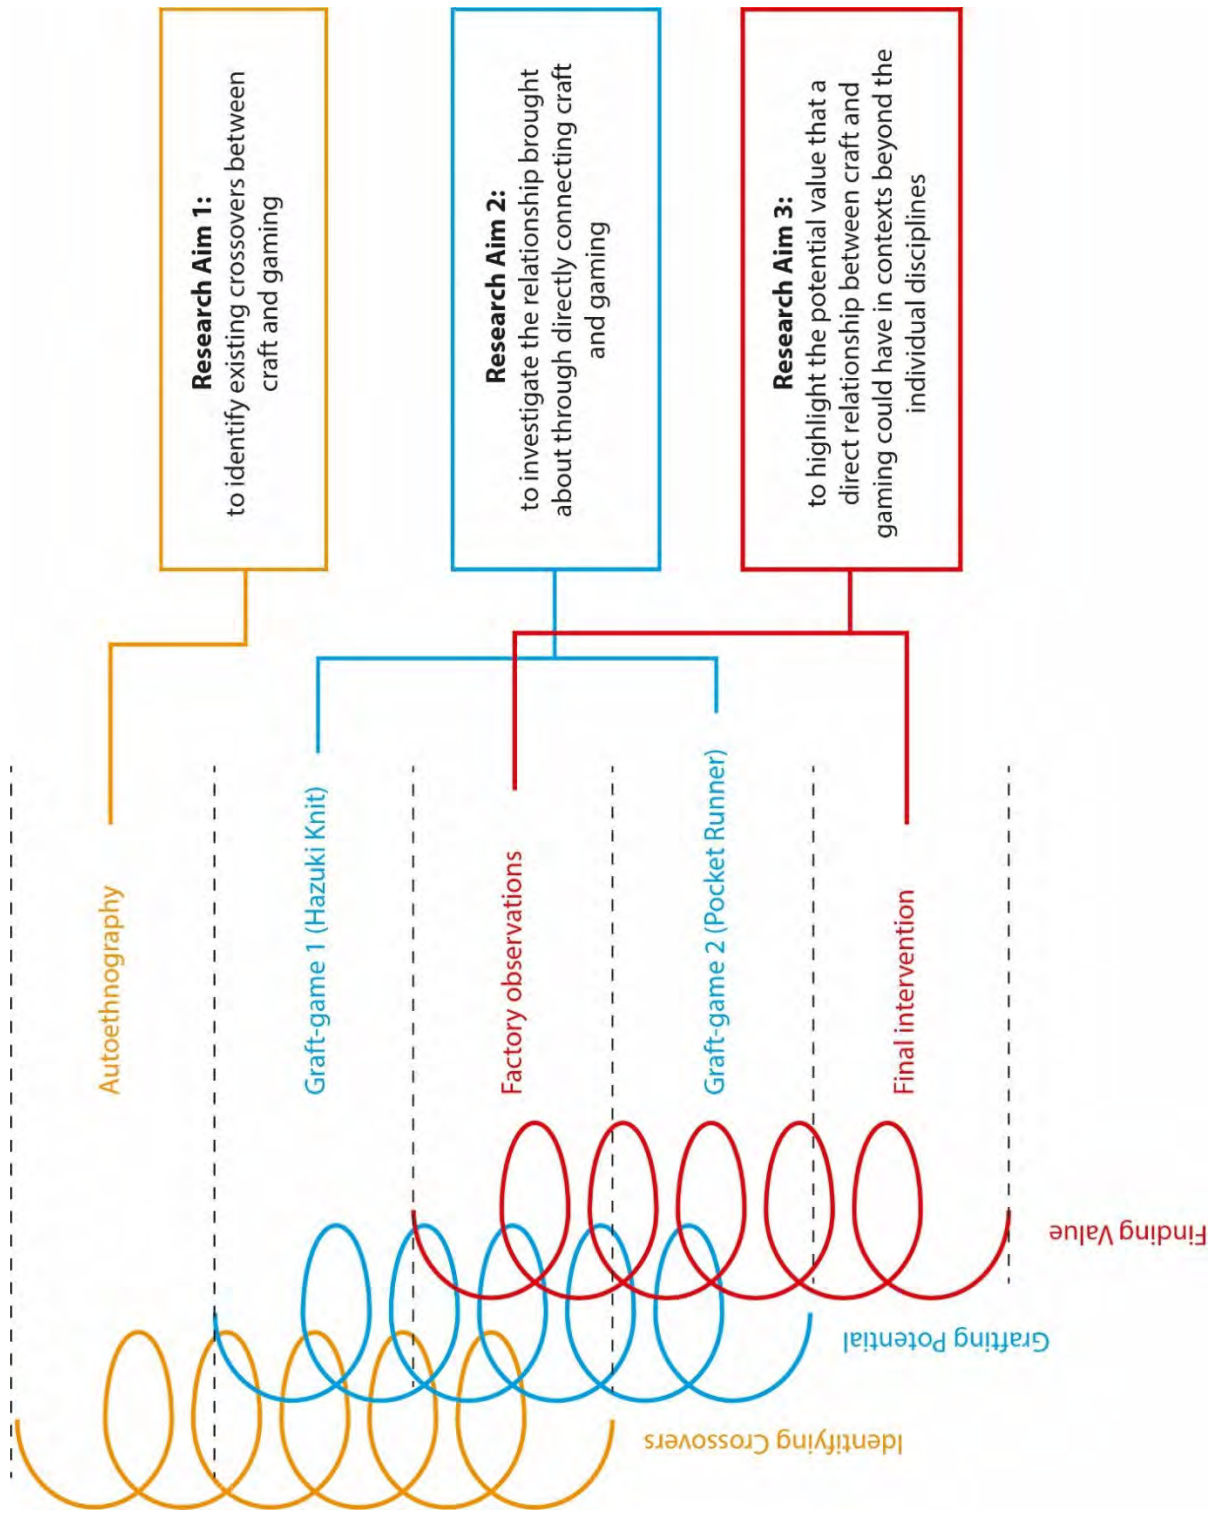 Research Aim 1:
to identify existing crossovers between
craft and gaming
Research Aim 2:
to investigate the relationship brought
about through directly connecting craft
and gaming
Research Aim 3:
to highlight the potential value that a
direct relationship between craft and
gaming could have in contexts beyond the
individual disciplines
Autoethnography
Graft-game 1 (Hazuki Knit)
Factory observations
Graft-game 2 (Pocket Runner)
Final intervention
Identifying Crossovers
Grafting Potential
Finding Value